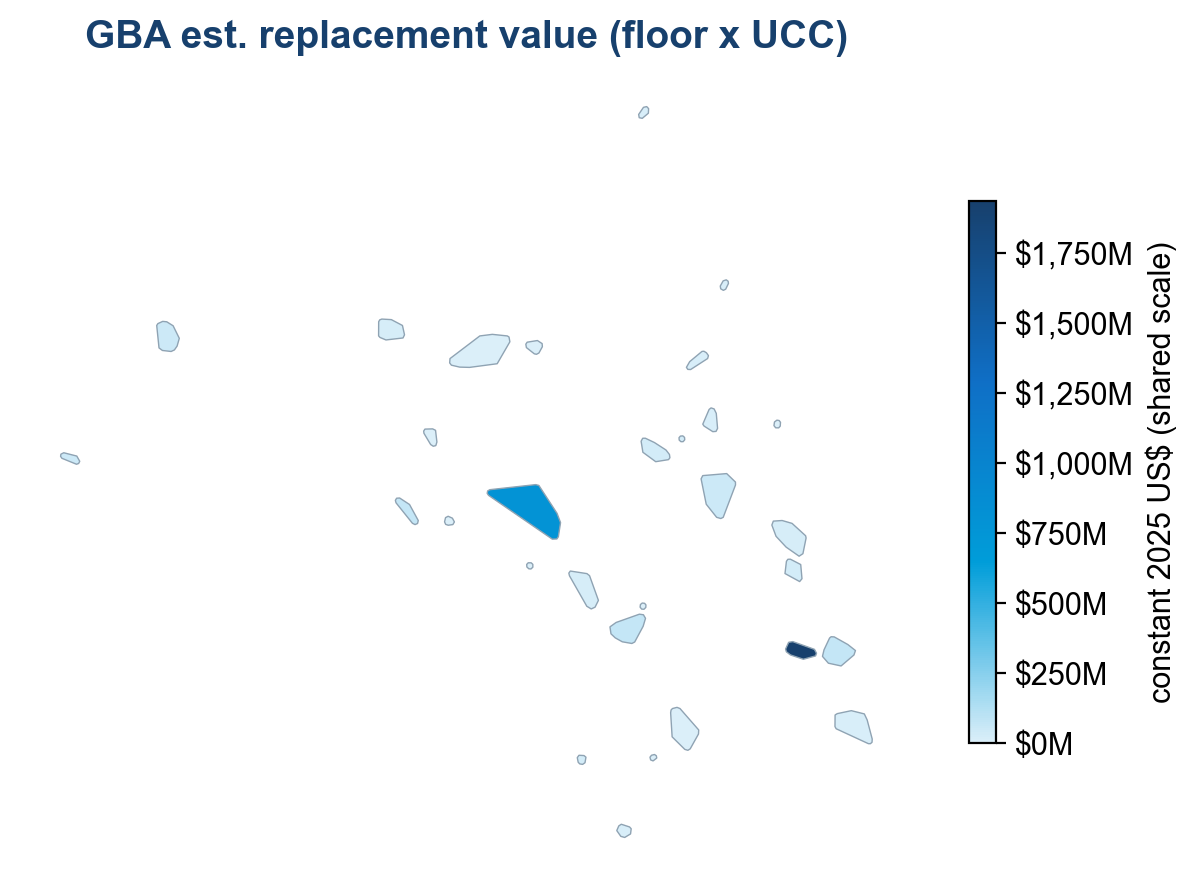 GBA est. replacement value (floor x UCC)
$1,750M
$1,500M
$1,250M
$1,000M
$750M
$500M
$250M
$0M
constant 2025 US$ (shared scale)